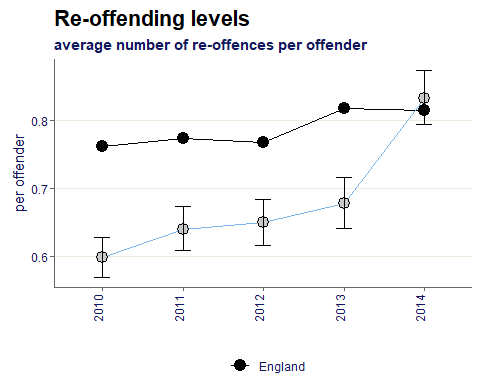 Re-offending levels
average number of re-offences per offender
per offender
0.8
0.7
0.6
2010 2011 2012 2013 2014
England